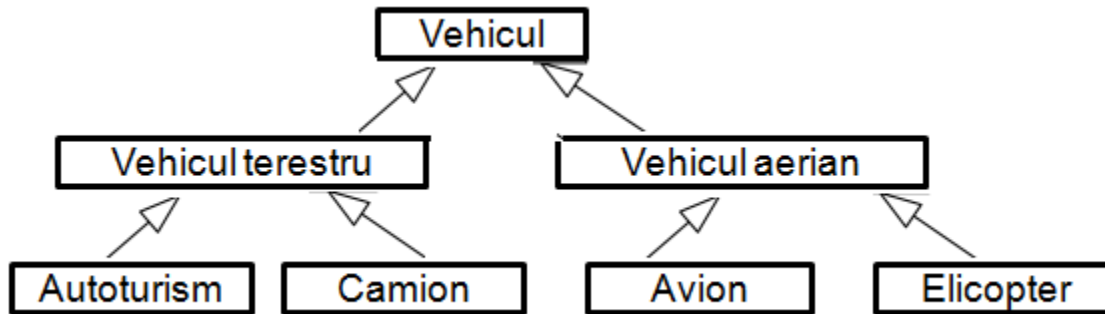 Vehicul
Vehicul terestru
Vehicul aerian
Autoturism
Camion
Avion
Elicopter